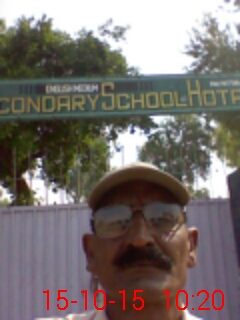 ENGLISH MEDIUM
CONDARY SCHOOL HOT
15-10-15 10:20